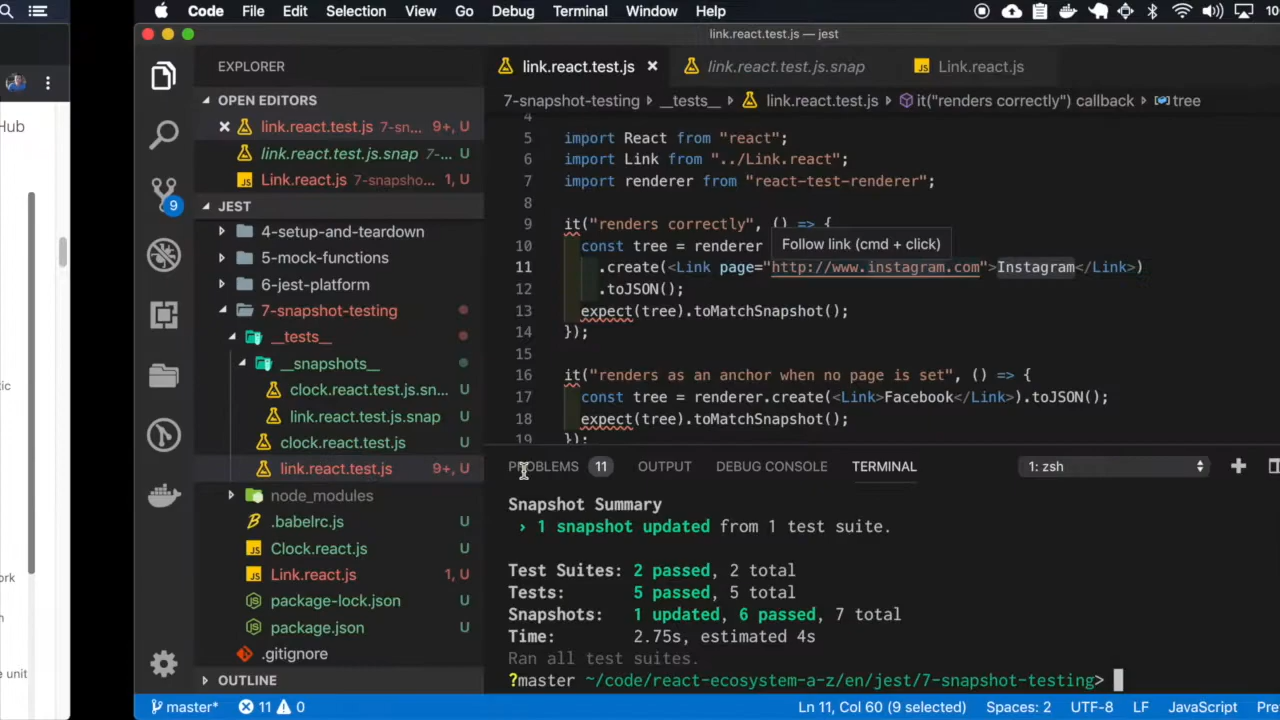 Code File Edit Selection View Go Debug Terminal Window Help 10
link.react.test.js — jest
EXPLORER
OPEN EDITORS
link.react.test.js 7-sn... 9+, U
link.react.test.js.snap 7-...
Link.react.js 7-snapsho... 1, U
JEST
4-setup-and-teardown
5-mock-functions
6-jest-platform
7-snapshot-testing
__tests__
__snapshots__
clock.react.test.js.sn... U
link.react.test.js.snap U
clock.react.test.js U
link.react.test.js 9+, U
node_modules
.babelrc.js U
Clock.react.js U
Link.react.js 1, U
package-lock.json U
package.json U
.gitignore
OUTLINE
9
link.react.test.js link.react.test.js.snap Link.react.js
7-snapshot-testing __tests__ link.react.test.js it("renders correctly") callback tree
4
5 import React from "react";
6 import Link from "../Link.react";
7 import renderer from "react-test-renderer";
8
9 it("renders correctly", () => {
10 const tree = renderer
Follow link (cmd + click)
11 .create(<Link page="http://www.instagram.com">Instagram</Link>)
12 .toJSON();
13 expect(tree).toMatchSnapshot();
14 });
15
16 it("renders as an anchor when no page is set", () => {
17 const tree = renderer.create(<Link>Facebook</Link>).toJSON();
18 expect(tree).toMatchSnapshot();
19 });
PROBLEMS 11 OUTPUT DEBUG CONSOLE TERMINAL 1: zsh
Snapshot Summary
› 1 snapshot updated from 1 test suite.
Test Suites: 2 passed, 2 total
Tests: 5 passed, 5 total
Snapshots: 1 updated, 6 passed, 7 total
Time: 2.75s, estimated 4s
Ran all test suites.
?master ~/code/react-ecosystem-a-z/en/jest/7-snapshot-testing>
master* 11 0 Ln 11, Col 60 (9 selected) Spaces: 2 UTF-8 LF JavaScript Pre